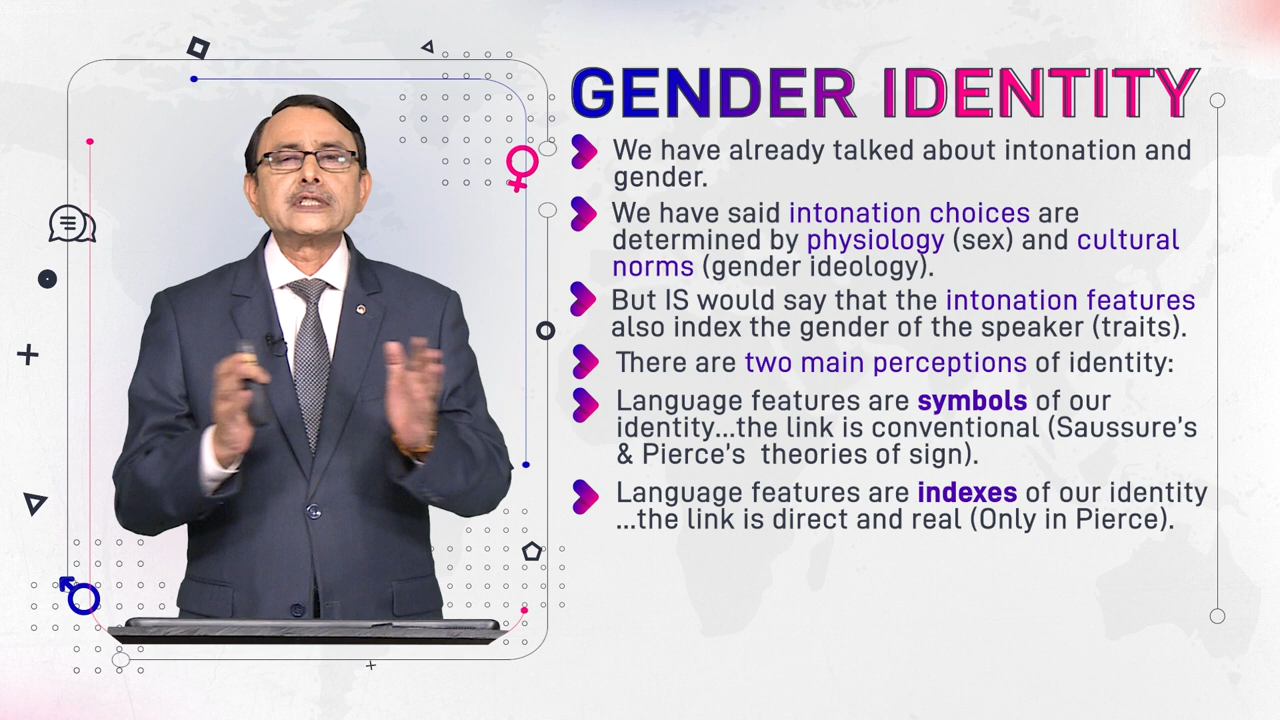 GENDER IDENTITY
We have already talked about intonation and
gender.
We have said intonation choices are
determined by physiology (sex) and cultural
norms (gender ideology).
But IS would say that the intonation features
also index the gender of the speaker (traits).
There are two main perceptions of identity:
Language features are symbols of our
identity...the link is conventional (Saussure's
& Pierce's theories of sign).
Language features are indexes of our identity
...the link is direct and real (Only in Pierce).